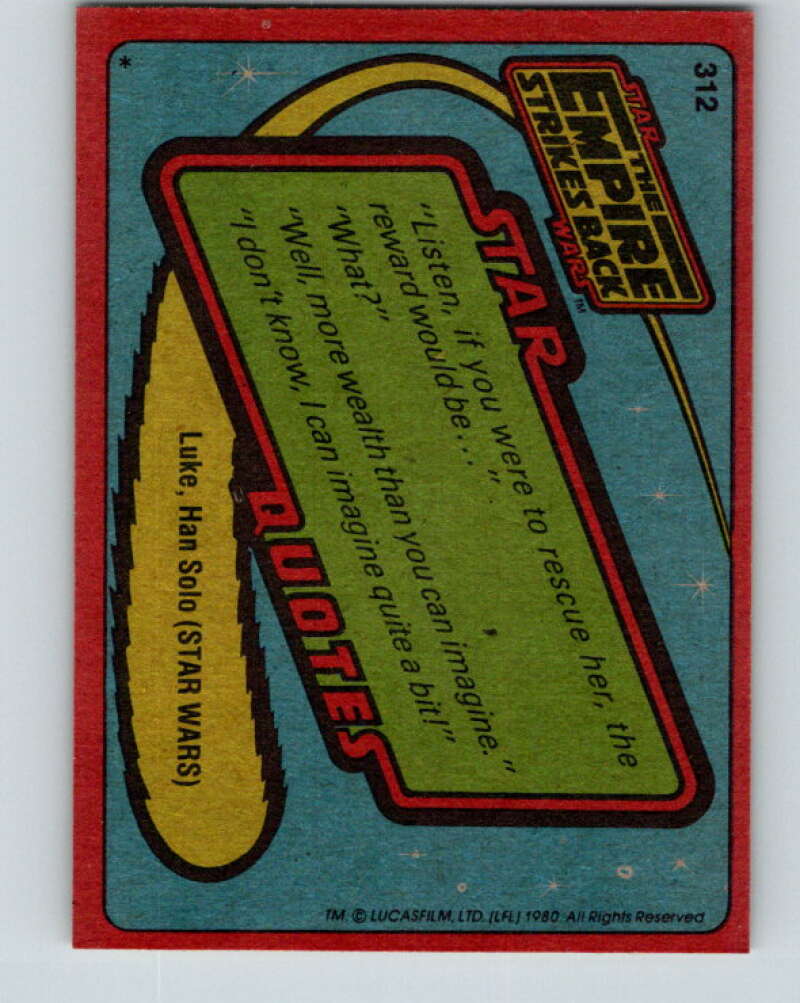 312
STAR
THE
EMPIRE
STRIKES BACK
WARS™
STAR
"Listen, if you were to rescue her, the
reward would be..."
"What?"
"Well, more wealth than you can imagine."
"I don't know, I can imagine quite a bit!"
QUOTES
Luke, Han Solo (STAR WARS)
*
TM. © LUCASFILM, LTD. [LFL] 1980 All Rights Reserved